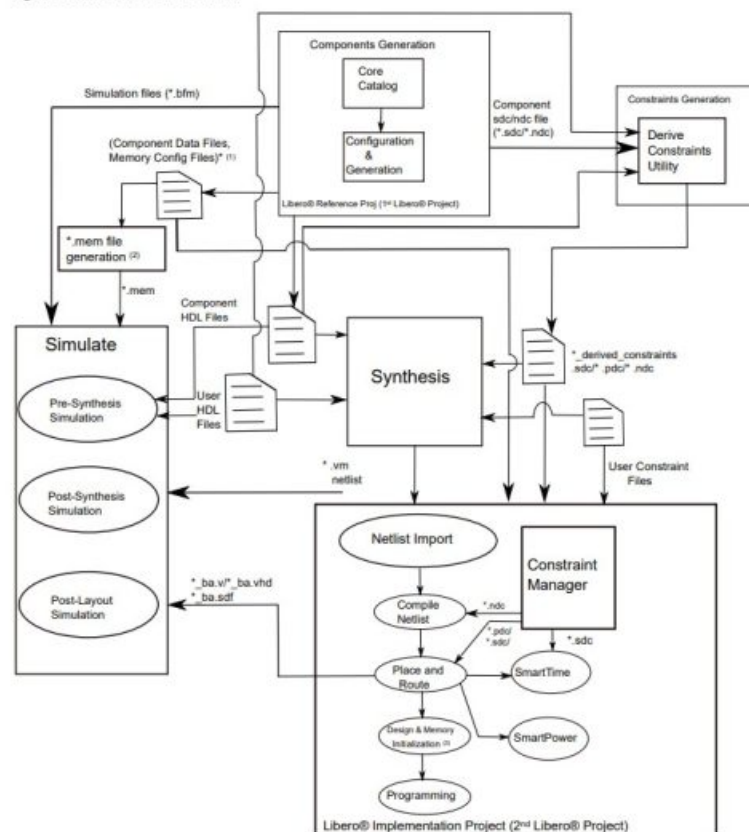 Components Generation
Core
Catalog
Configuration
&
Generation
Libero® Reference Proj (1st Libero® Project)
Simulation files (*.bfm)
Component
sdc/ndc file
(*.sdc/*.ndc)
Constraints Generation
Derive
Constraints
Utility
(Component Data Files,
Memory Config Files)* (1)
*.mem file
generation (2)
*.mem
Component
HDL Files
Simulate
Pre-Synthesis
Simulation
User
HDL
Files
Synthesis
*_derived_constraints
.sdc/* .pdc/* .ndc
User Constraint
Files
* .vm
netlist
Post-Synthesis
Simulation
*_ba.v/*_ba.vhd
*_ba.sdf
Post-Layout
Simulation
Netlist Import
Constraint
Manager
Compile
Netlist
*.ndc
*.pdc/
*.sdc/
*.sdc
Place and
Route
SmartTime
Design & Memory
Initialization (3)
SmartPower
Programming
Libero® Implementation Project (2nd Libero® Project)